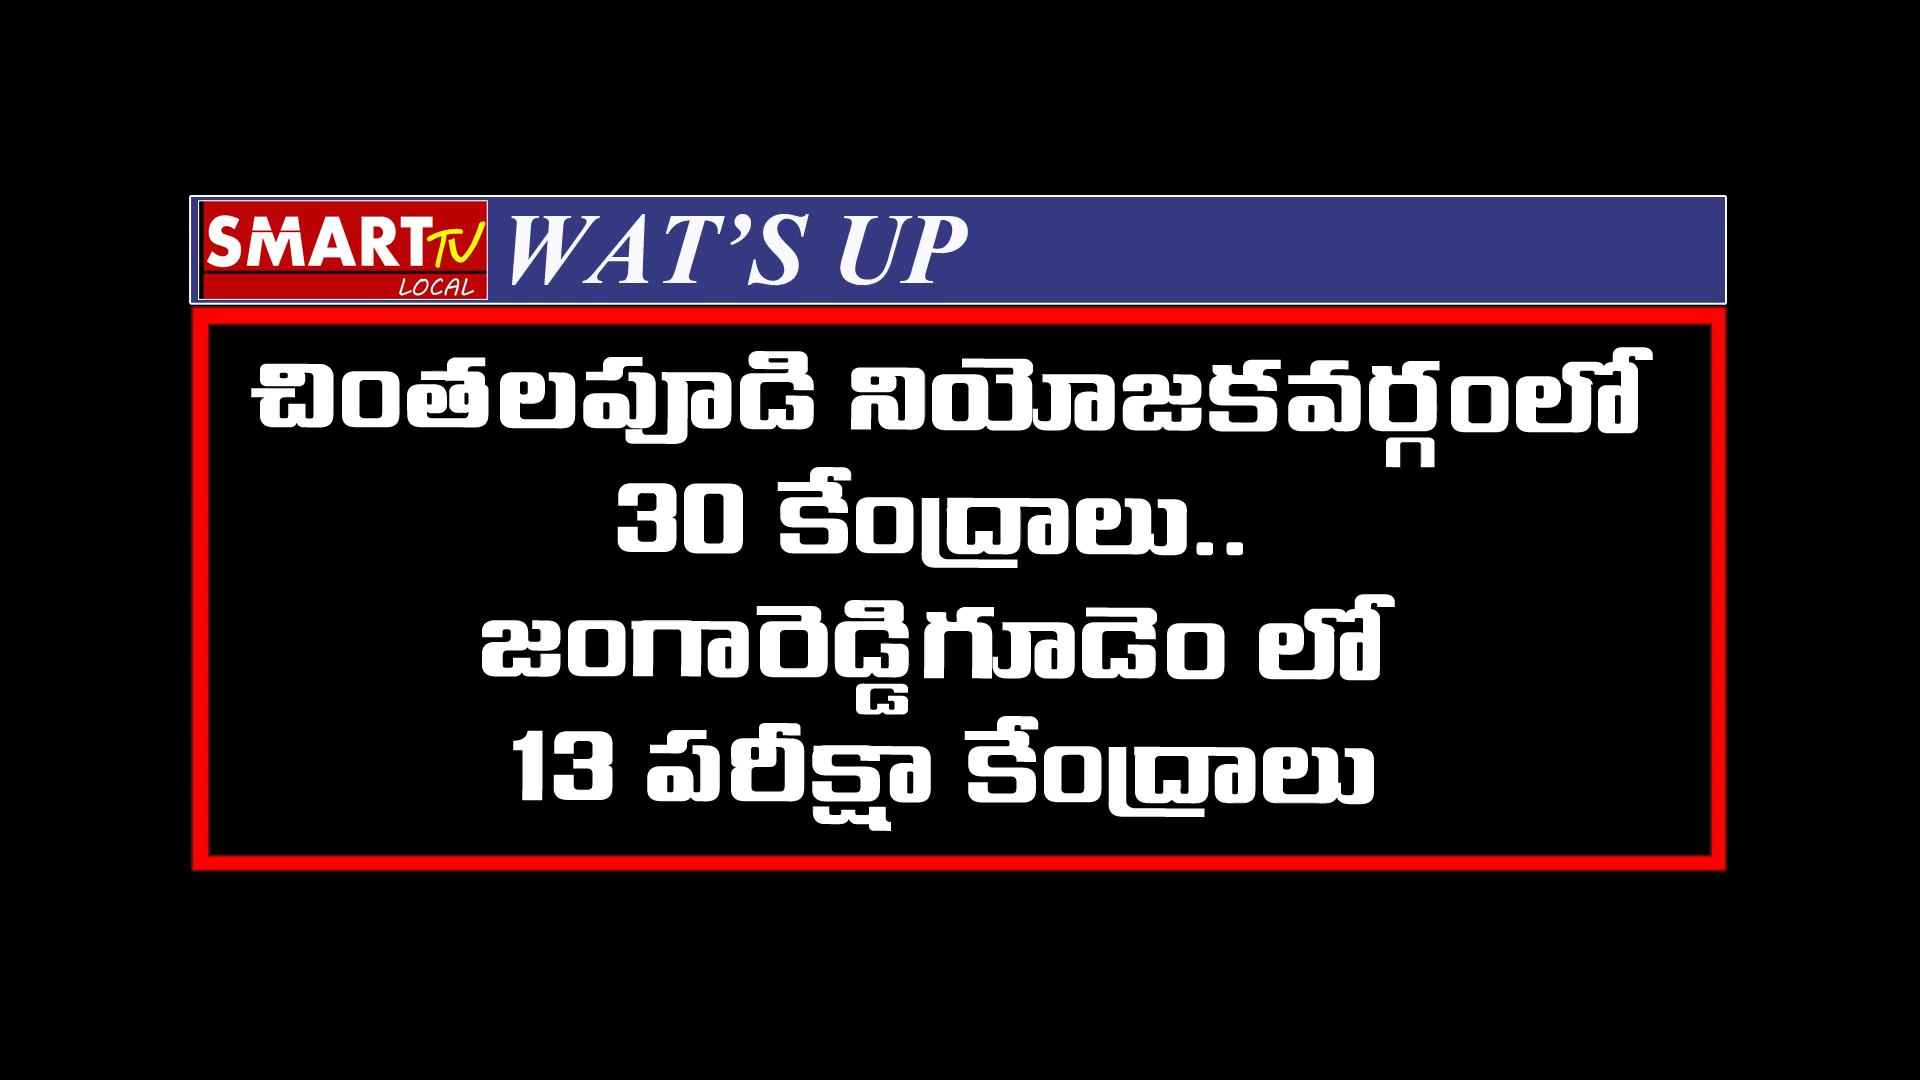 SMART TV
LOCAL
WAT'S UP
చింతలపూడి నియోజకవర్గంలో
30 కేంద్రాలు..
జంగారెడ్డిగూడెం లో
13 పరీక్షా కేంద్రాలు